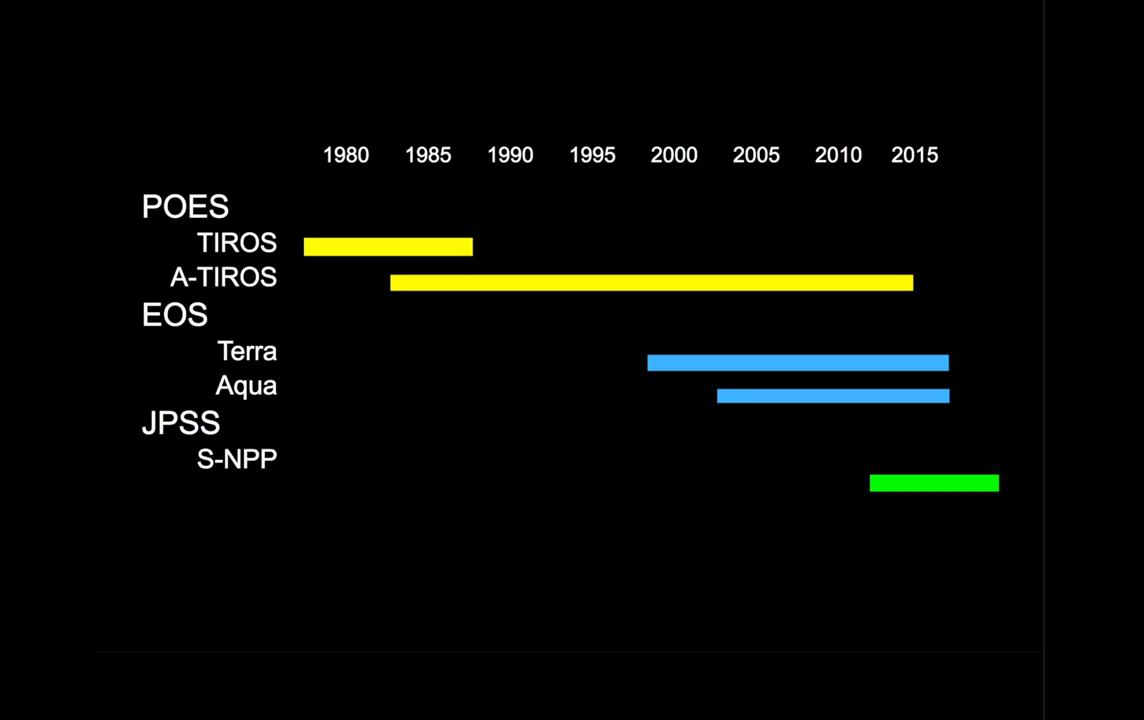 1980 1985 1990 1995 2000 2005 2010 2015
POES
TIROS
A-TIROS
EOS
Terra
Aqua
JPSS
S-NPP